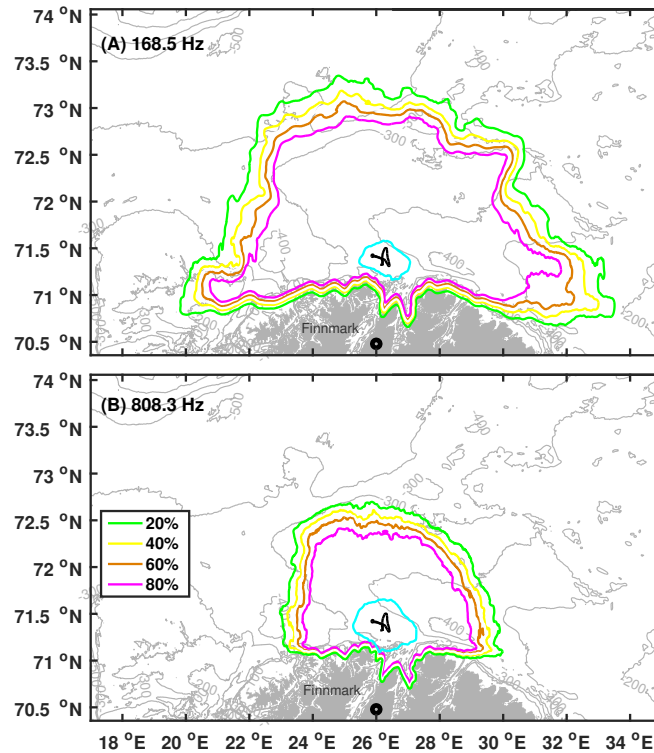 74 °N
73.5
73 °N
72.5
72 °N
71.5
71 °N
70.5
(A) 168.5 Hz
300
400
300
400
200
Finnmark
74 °N
73.5
73 °N
72.5
72 °N
71.5
71 °N
70.5
(B) 808.3 Hz
400
300
300
400
200
20%
40%
60%
80%
Finnmark
18 °E
20 °E
22 °E
24 °E
26 °E
28 °E
30 °E
32 °E
34 °E